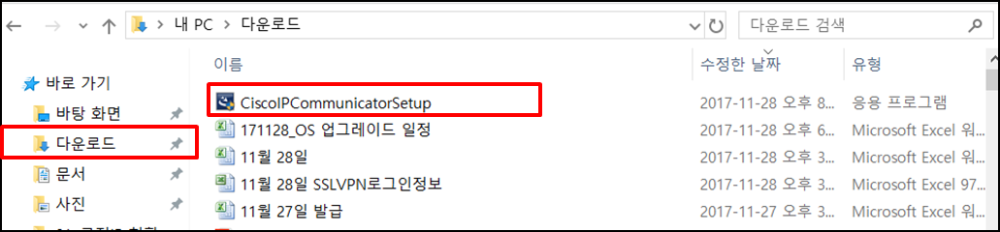 내 PC > 다운로드
다운로드 검색
이름 수정한 날짜 유형
바로 가기
바탕 화면
다운로드
문서
사진
CiscoIPCommunicatorSetup 2017-11-28 오후 8... 응용 프로그램
171128_OS 업그레이드 일정 2017-11-28 오후 6... Microsoft Excel 워...
11월 28일 2017-11-28 오후 3... Microsoft Excel 워...
11월 28일 SSLVPN로그인정보 2017-11-28 오후 3... Microsoft Excel 97...
11월 27일 발급 2017-11-27 오후 3... Microsoft Excel 워...